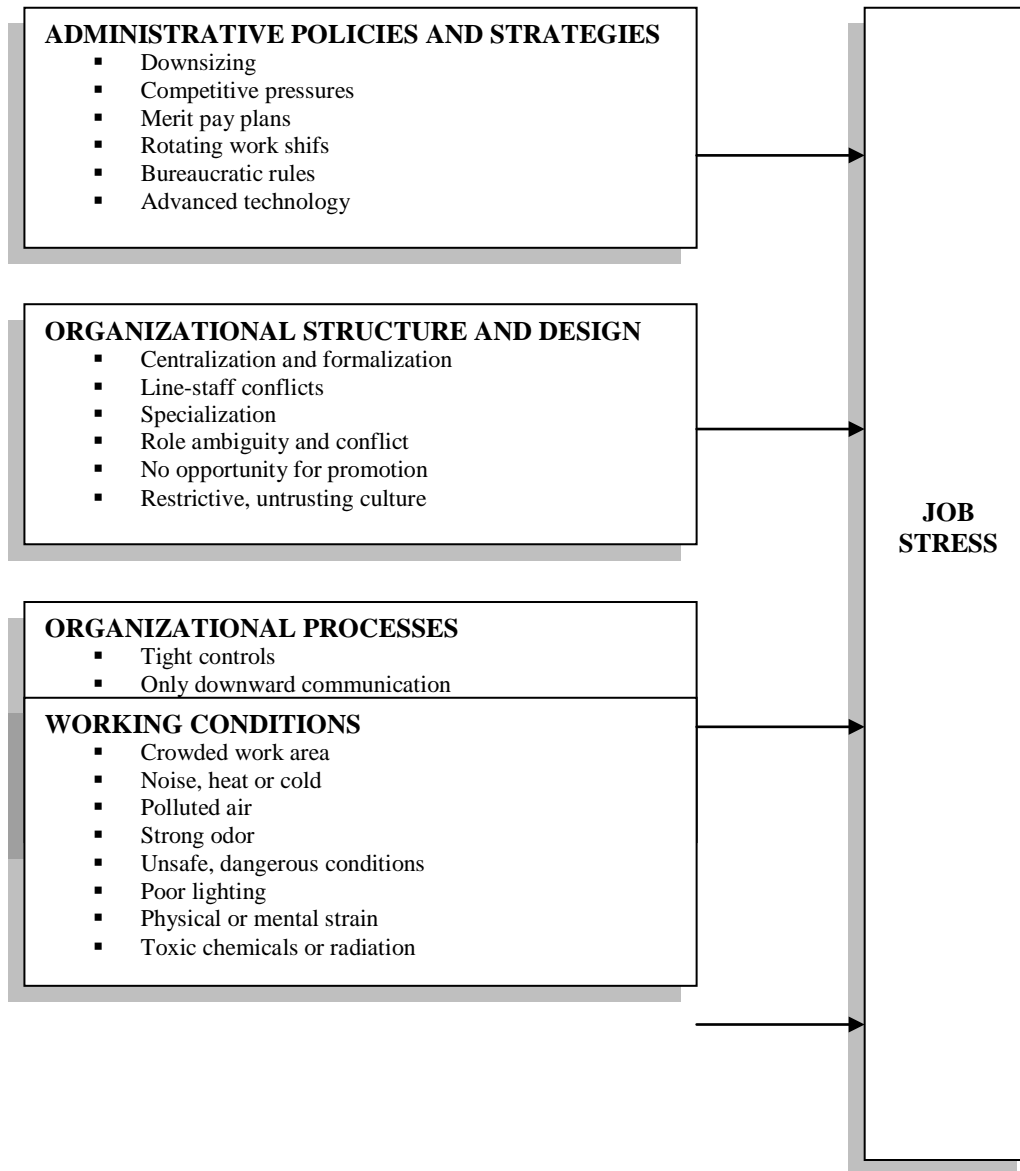 ADMINISTRATIVE POLICIES AND STRATEGIES
▪ Downsizing
▪ Competitive pressures
▪ Merit pay plans
▪ Rotating work shifs
▪ Bureaucratic rules
▪ Advanced technology
ORGANIZATIONAL STRUCTURE AND DESIGN
▪ Centralization and formalization
▪ Line-staff conflicts
▪ Specialization
▪ Role ambiguity and conflict
▪ No opportunity for promotion
▪ Restrictive, untrusting culture
ORGANIZATIONAL PROCESSES
▪ Tight controls
▪ Only downward communication
WORKING CONDITIONS
▪ Crowded work area
▪ Noise, heat or cold
▪ Polluted air
▪ Strong odor
▪ Unsafe, dangerous conditions
▪ Poor lighting
▪ Physical or mental strain
▪ Toxic chemicals or radiation
JOB
STRESS